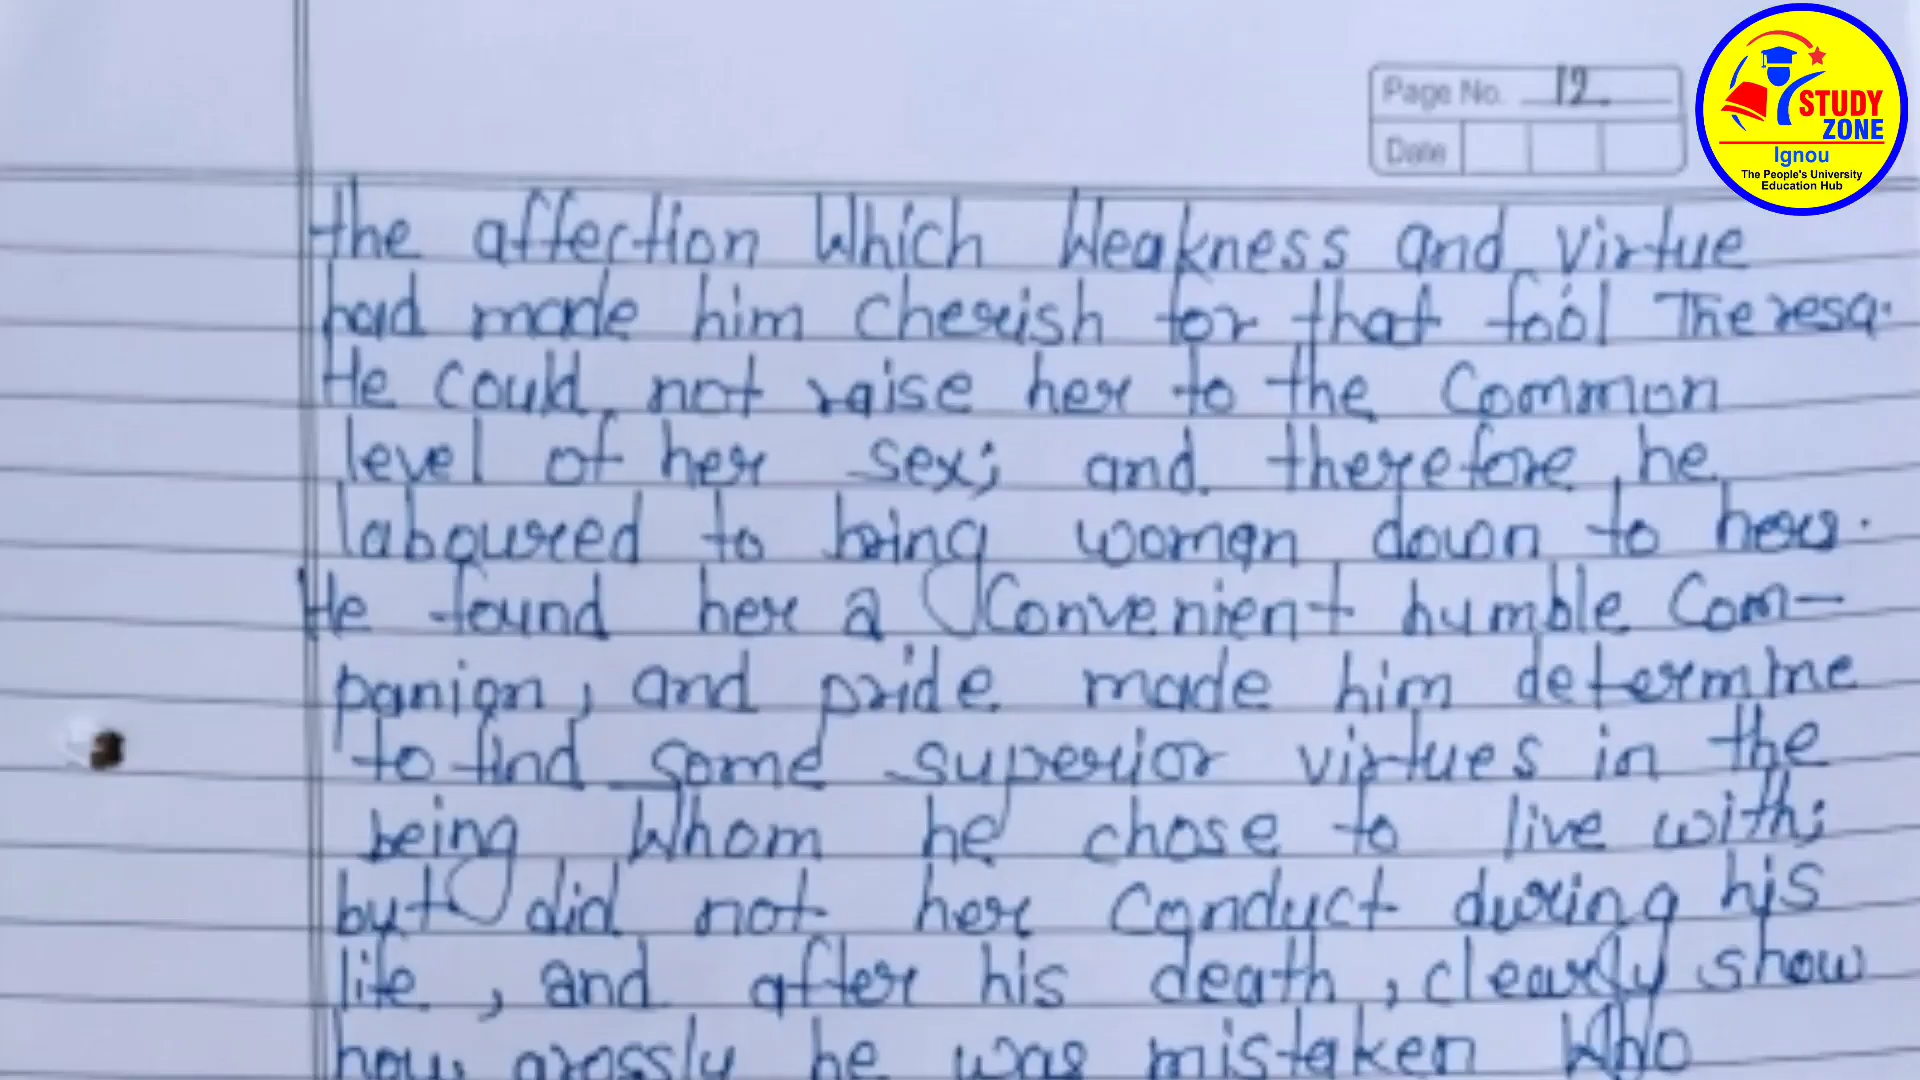 Page No. 12
Date
STUDY
ZONE
Ignou
The People's University
Education Hub
the affection Which Weakness and virtue
had made him cherish for that fool Theresa.
He could not raise her to the Common
level of her sex; and therefore he
laboured to bring woman down to hers.
He found her a Convenient humble Com-
panion, and pride made him determine
to find some superior virtues in the
being Whom he chose to live with;
but did not her conduct during his
life, and after his death, clearly show
how grossly he was mistaken Who